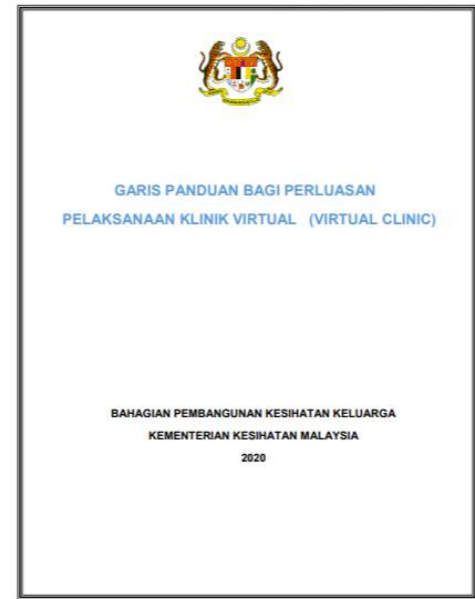 GARIS PANDUAN BAGI PERLUASAN
PELAKSANAAN KLINIK VIRTUAL (VIRTUAL CLINIC)
BAHAGIAN PEMBANGUNAN KESIHATAN KELUARGA
KEMENTERIAN KESIHATAN MALAYSIA
2020